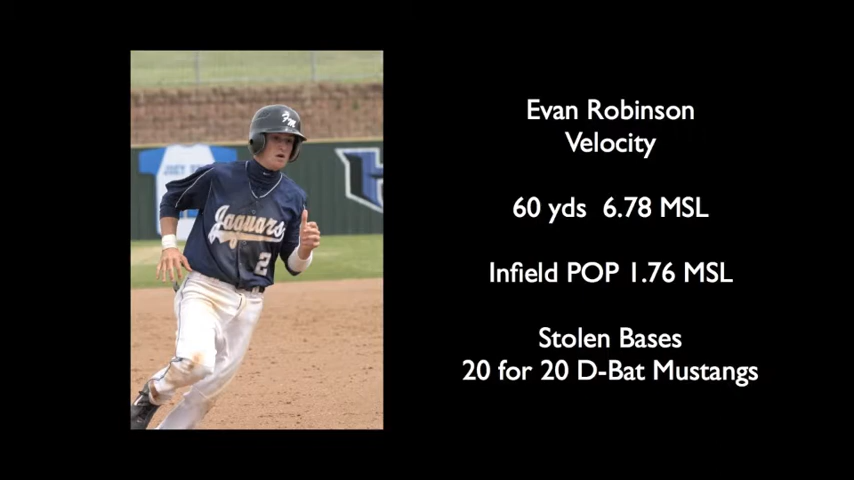 Evan Robinson
Velocity
60 yds 6.78 MSL
Infield POP 1.76 MSL
Stolen Bases
20 for 20 D-Bat Mustangs
Jaguars
2